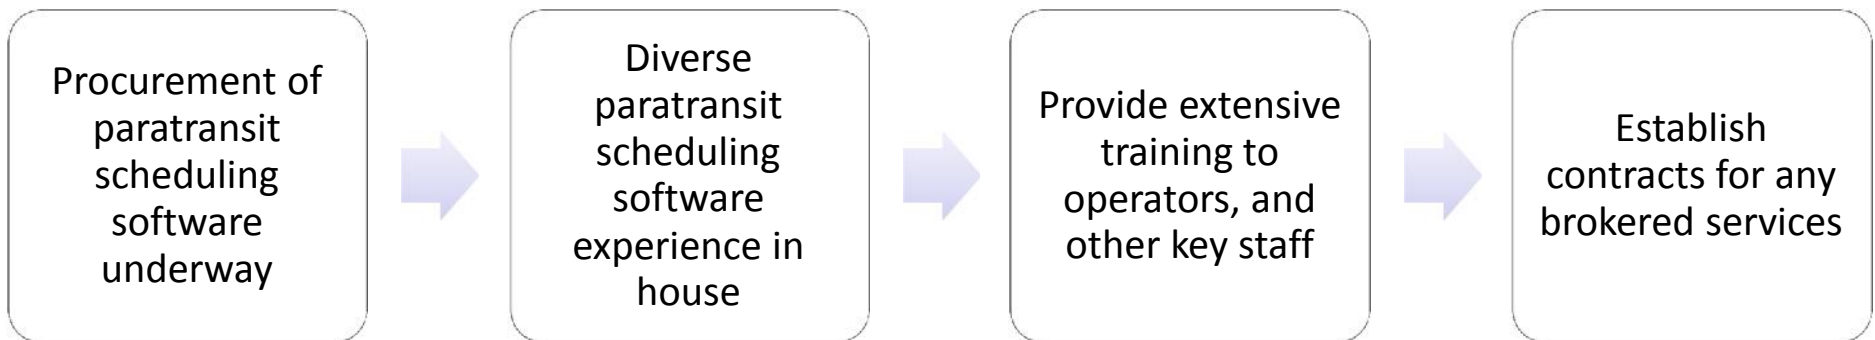 Procurement of
paratransit
scheduling
software
underway
Diverse
paratransit
scheduling
software
experience in
house
Provide extensive
training to
operators, and
other key staff
Establish
contracts for any
brokered services